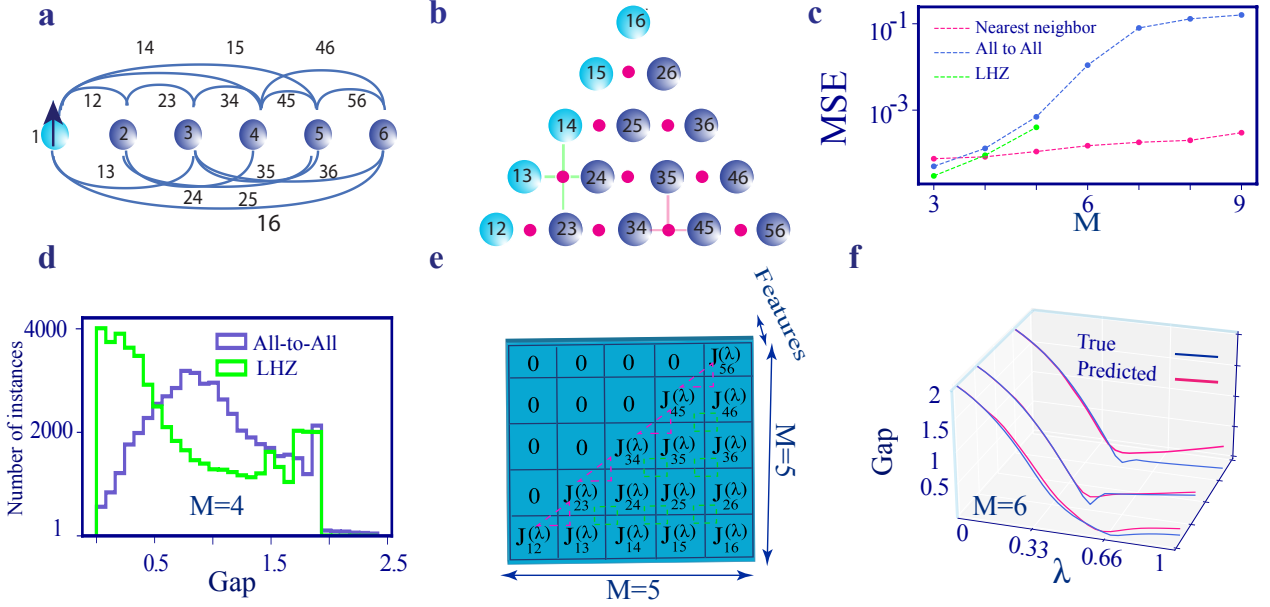 a
14
15
46
12
23
34
45
56
1
2
3
4
5
6
13
35
36
24
25
16
b
16
15
26
14
25
36
13
24
35
46
12
23
34
45
56
c
MSE
10^-1
10^-3
Nearest neighbor
All to All
LHZ
3
6
9
M
d
Number of instances
4000
2000
1
All-to-All
LHZ
M=4
0.5
1.5
2.5
Gap
e
Features
0 0 0 0 J(λ)56
0 0 0 J(λ)45 J(λ)46
0 0 J(λ)34 J(λ)35 J(λ)36
0 J(λ)23 J(λ)24 J(λ)25 J(λ)26
J(λ)12 J(λ)13 J(λ)14 J(λ)15 J(λ)16
M=5
M=5
f
True
Predicted
Gap
2
1.5
1
0.5
M=6
0
0.33
0.66
1
λ